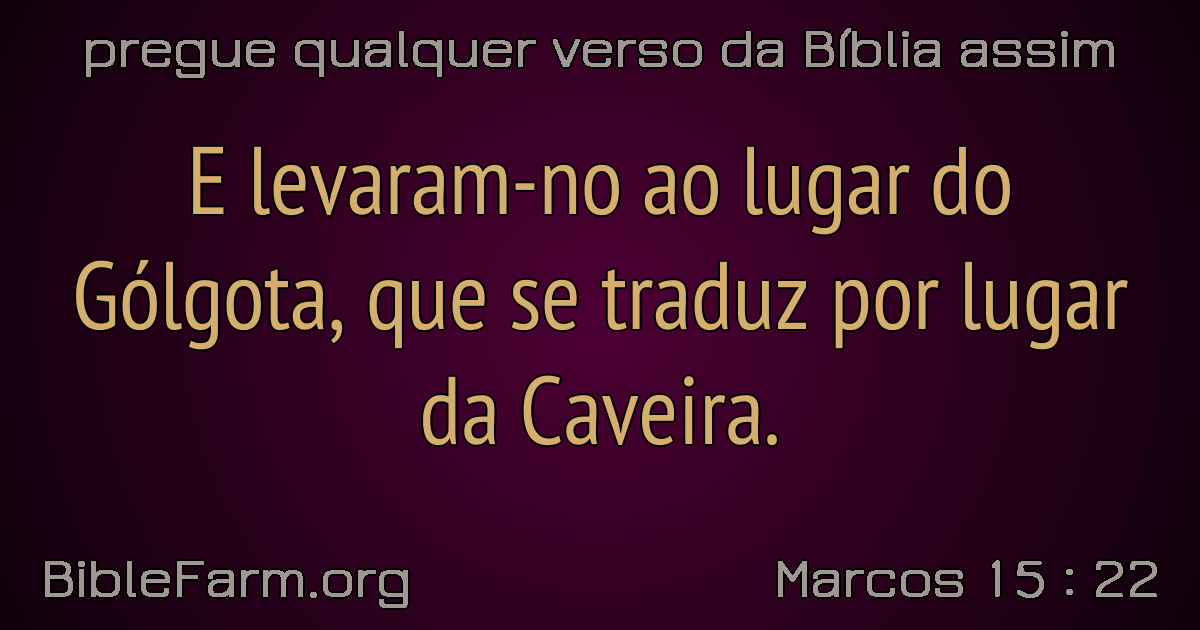 pregue qualquer verso da Bíblia assim
E levaram-no ao lugar do
Gólgota, que se traduz por lugar
da Caveira.
BibleFarm.org
Marcos 15 : 22